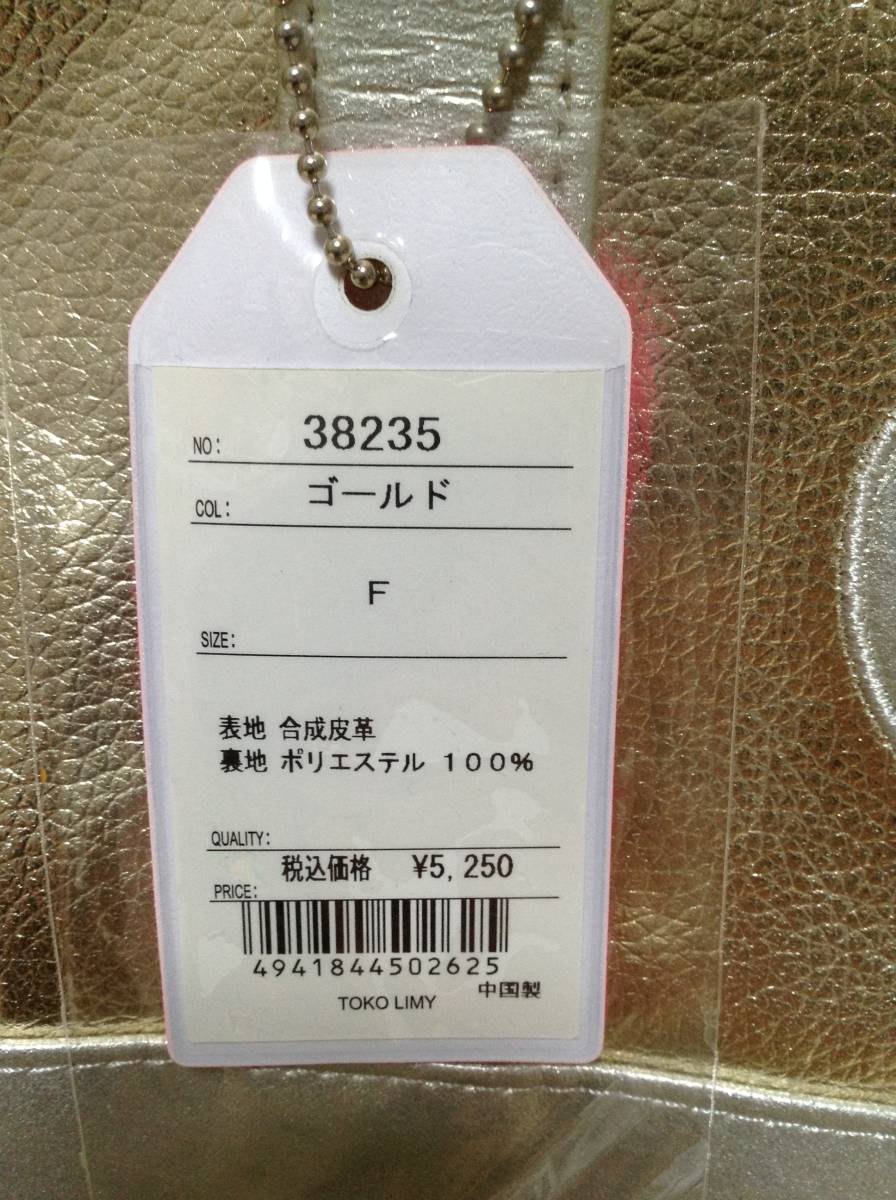 NO: 38235
COL: ゴールド
F
SIZE:
表地 合成皮革
裏地 ポリエステル 100%
QUALITY:
税込価格 ¥5,250
PRICE:
4941844502625
中国製
TOKO LIMY